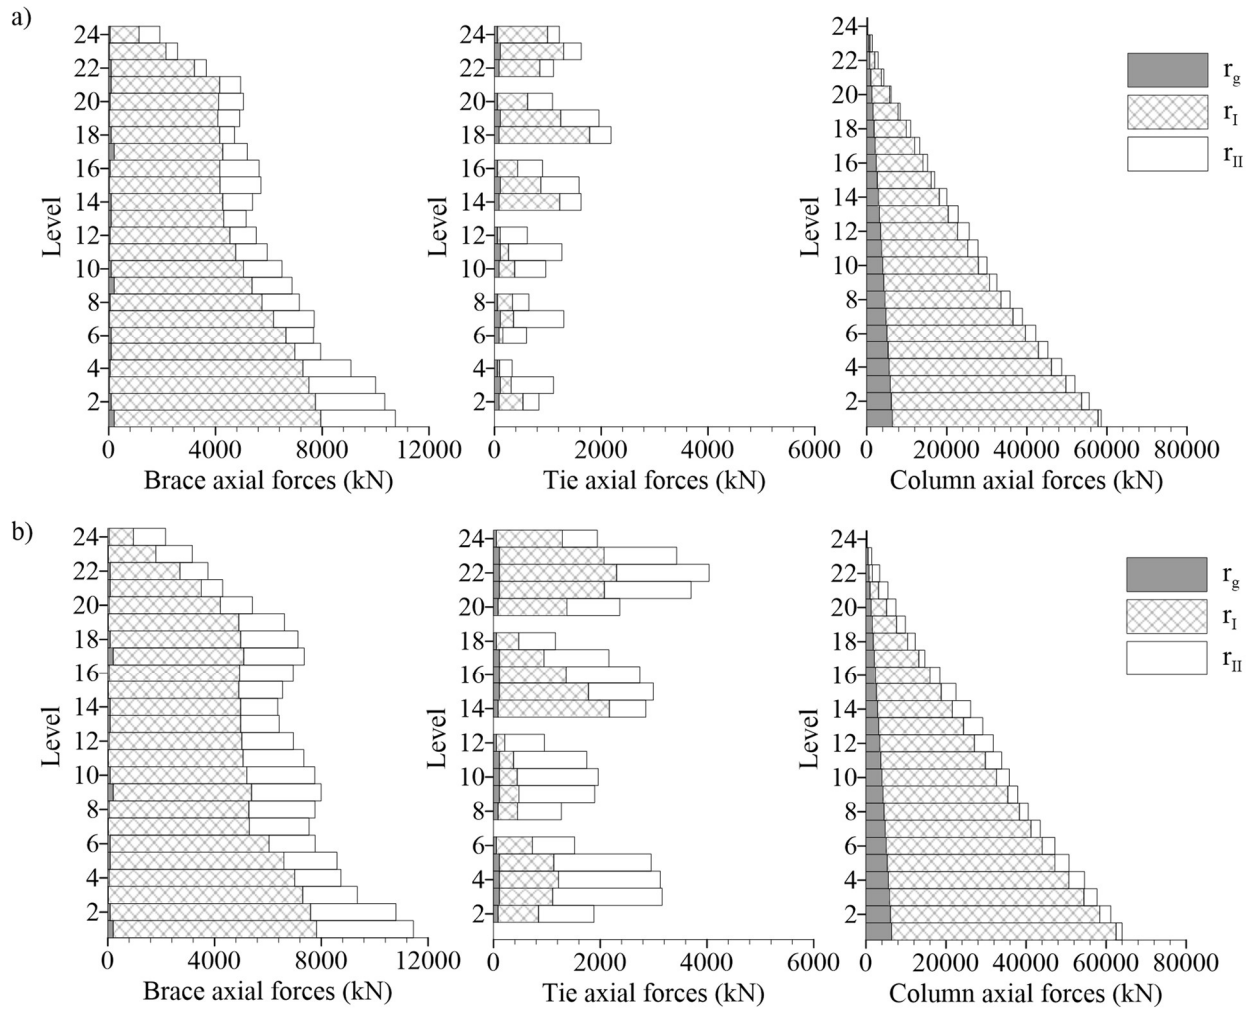 a)
24 22 20 18 16 14 12 10 8 6 4 2
Level
0 4000 8000 12000
Brace axial forces (kN)
24 22 20 18 16 14 12 10 8 6 4 2
Level
0 2000 4000 6000
Tie axial forces (kN)
24 22 20 18 16 14 12 10 8 6 4 2
Level
0 20000 40000 60000 80000
Column axial forces (kN)
rg
rI
rII
b)
24 22 20 18 16 14 12 10 8 6 4 2
Level
0 4000 8000 12000
Brace axial forces (kN)
24 22 20 18 16 14 12 10 8 6 4 2
Level
0 2000 4000 6000
Tie axial forces (kN)
24 22 20 18 16 14 12 10 8 6 4 2
Level
0 20000 40000 60000 80000
Column axial forces (kN)
rg
rI
rII